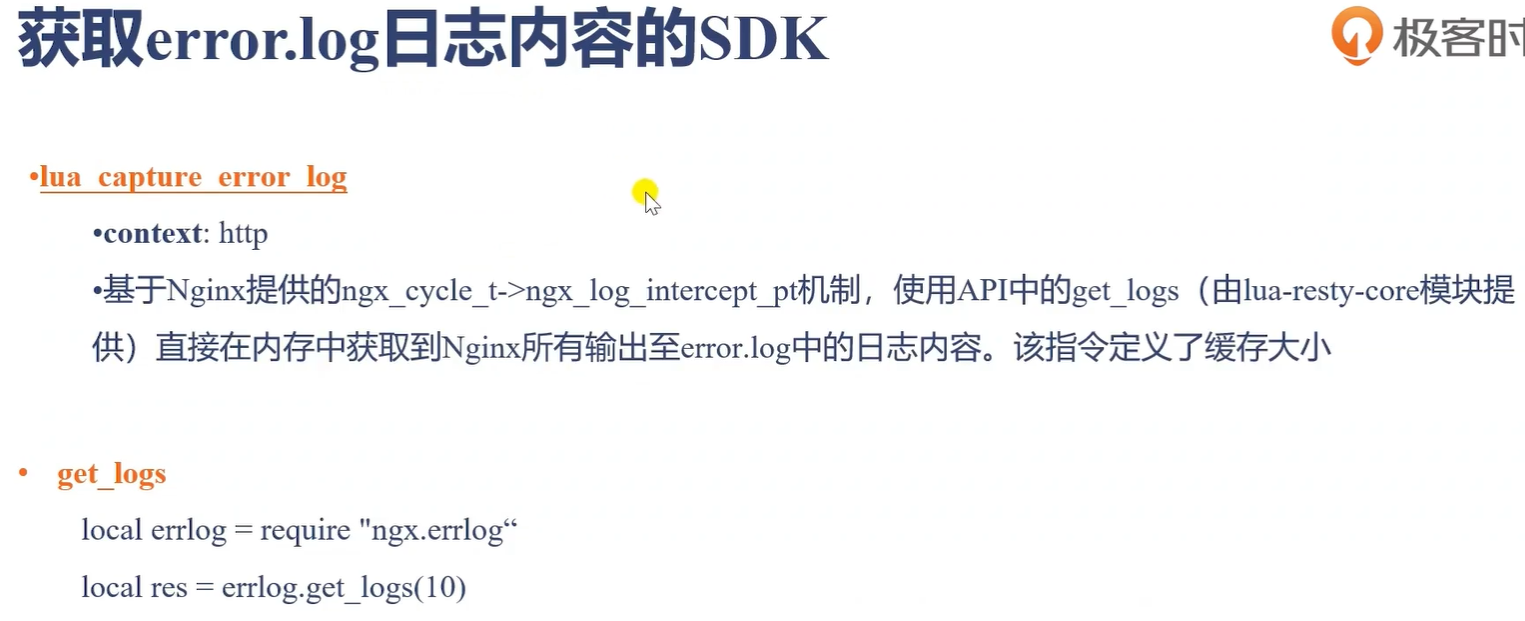 获取error.log日志内容的SDK
极客时
•lua_capture_error_log
•context: http
•基于Nginx提供的ngx_cycle_t->ngx_log_intercept_pt机制，使用API中的get_logs（由lua-resty-core模块提
供）直接在内存中获取到Nginx所有输出至error.log中的日志内容。该指令定义了缓存大小
• get_logs
local errlog = require "ngx.errlog“
local res = errlog.get_logs(10)